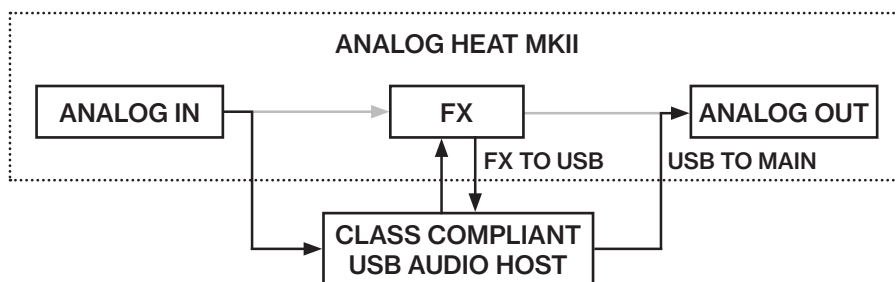 ANALOG HEAT MKII
ANALOG IN
FX
ANALOG OUT
FX TO USB
USB TO MAIN
CLASS COMPLIANT
USB AUDIO HOST